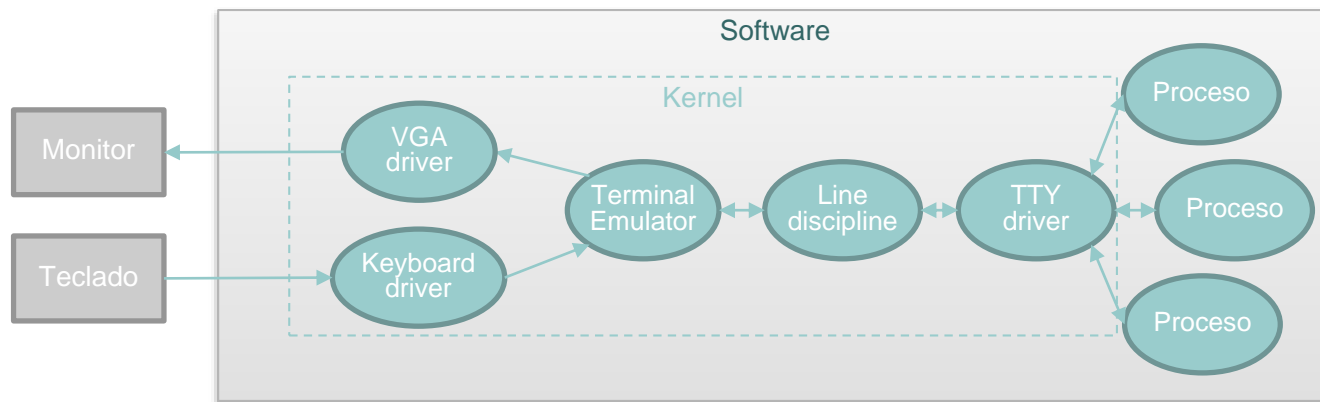 Software
Kernel
Monitor
Teclado
VGA
driver
Keyboard
driver
Terminal
Emulator
Line
discipline
TTY
driver
Proceso
Proceso
Proceso